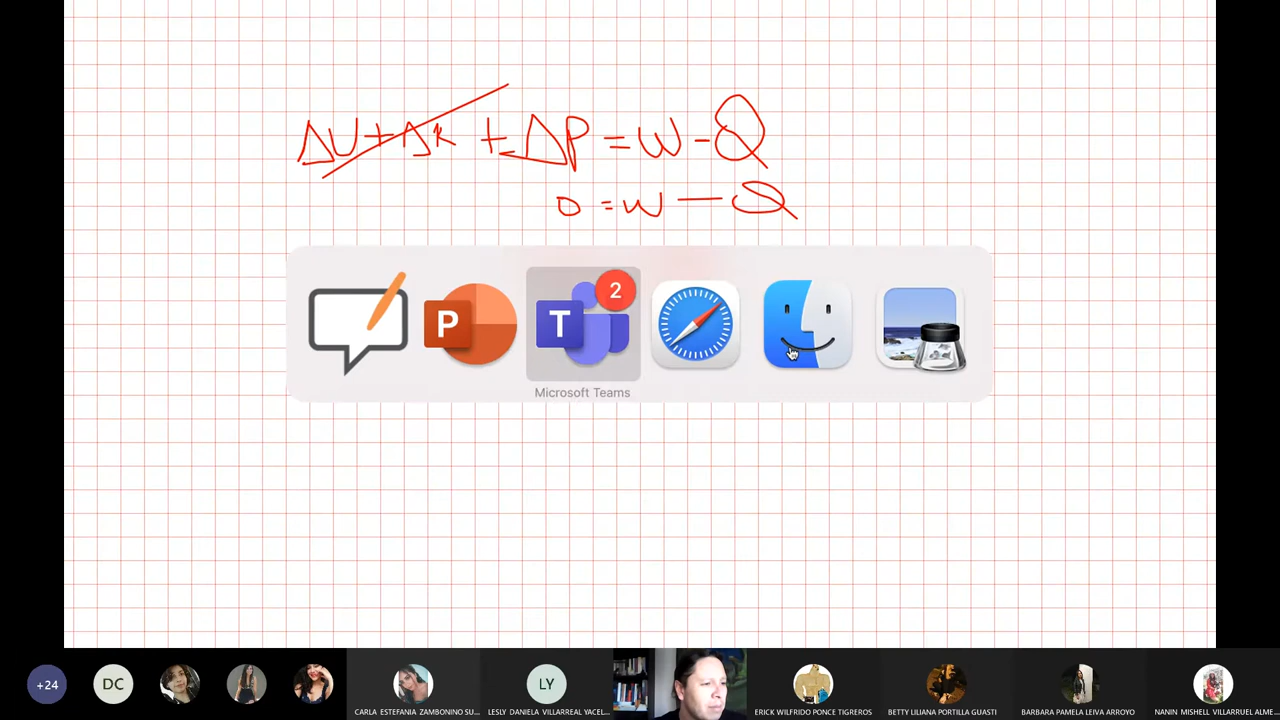 ΔU + ΔK + ΔP = W - Q
0 = W - Q
P
T
2
Microsoft Teams
+24
DC
LY
CARLA ESTEFANIA ZAMBONINO SU...
LESLY DANIELA VILLARREAL YACEL...
ERICK WILFRIDO PONCE TIGREROS
BETTY LILIANA PORTILLA GUASTI
BARBARA PAMELA LEIVA ARROYO
NANIN MISHELL VILLARRUEL ALME...